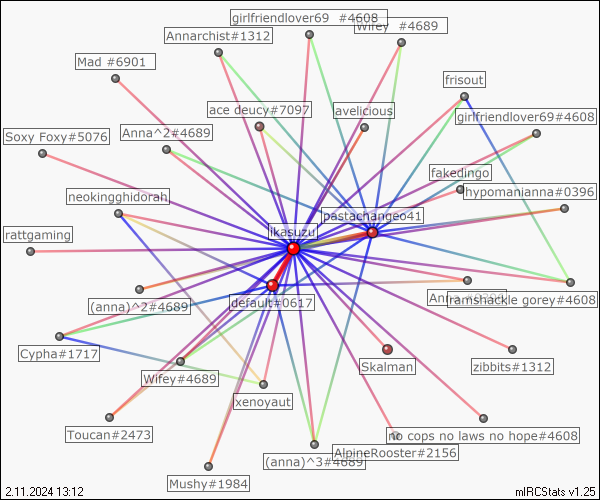 girlfriendlover69 #4608
Wifey #4689
Annarchist#1312
Mad #6901
frisout
ace deucy#7097
avelicious
girlfriendlover69#4608
Anna^2#4689
Soxy Foxy#5076
fakedingo
hypomanianna#0396
neokingghidorah
pastachangeo41
likasuzu
rattgaming
(anna)^2#4689
default#0617
Anna
ramshackle gorey#4608
Cypha#1717
Skalman
zibbits#1312
Wifey#4689
xenoyaut
Toucan#2473
no cops no laws no hope#4608
AlpineRooster#2156
(anna)^3#4689
Mushy#1984
2.11.2024 13:12
mIRCStats v1.25